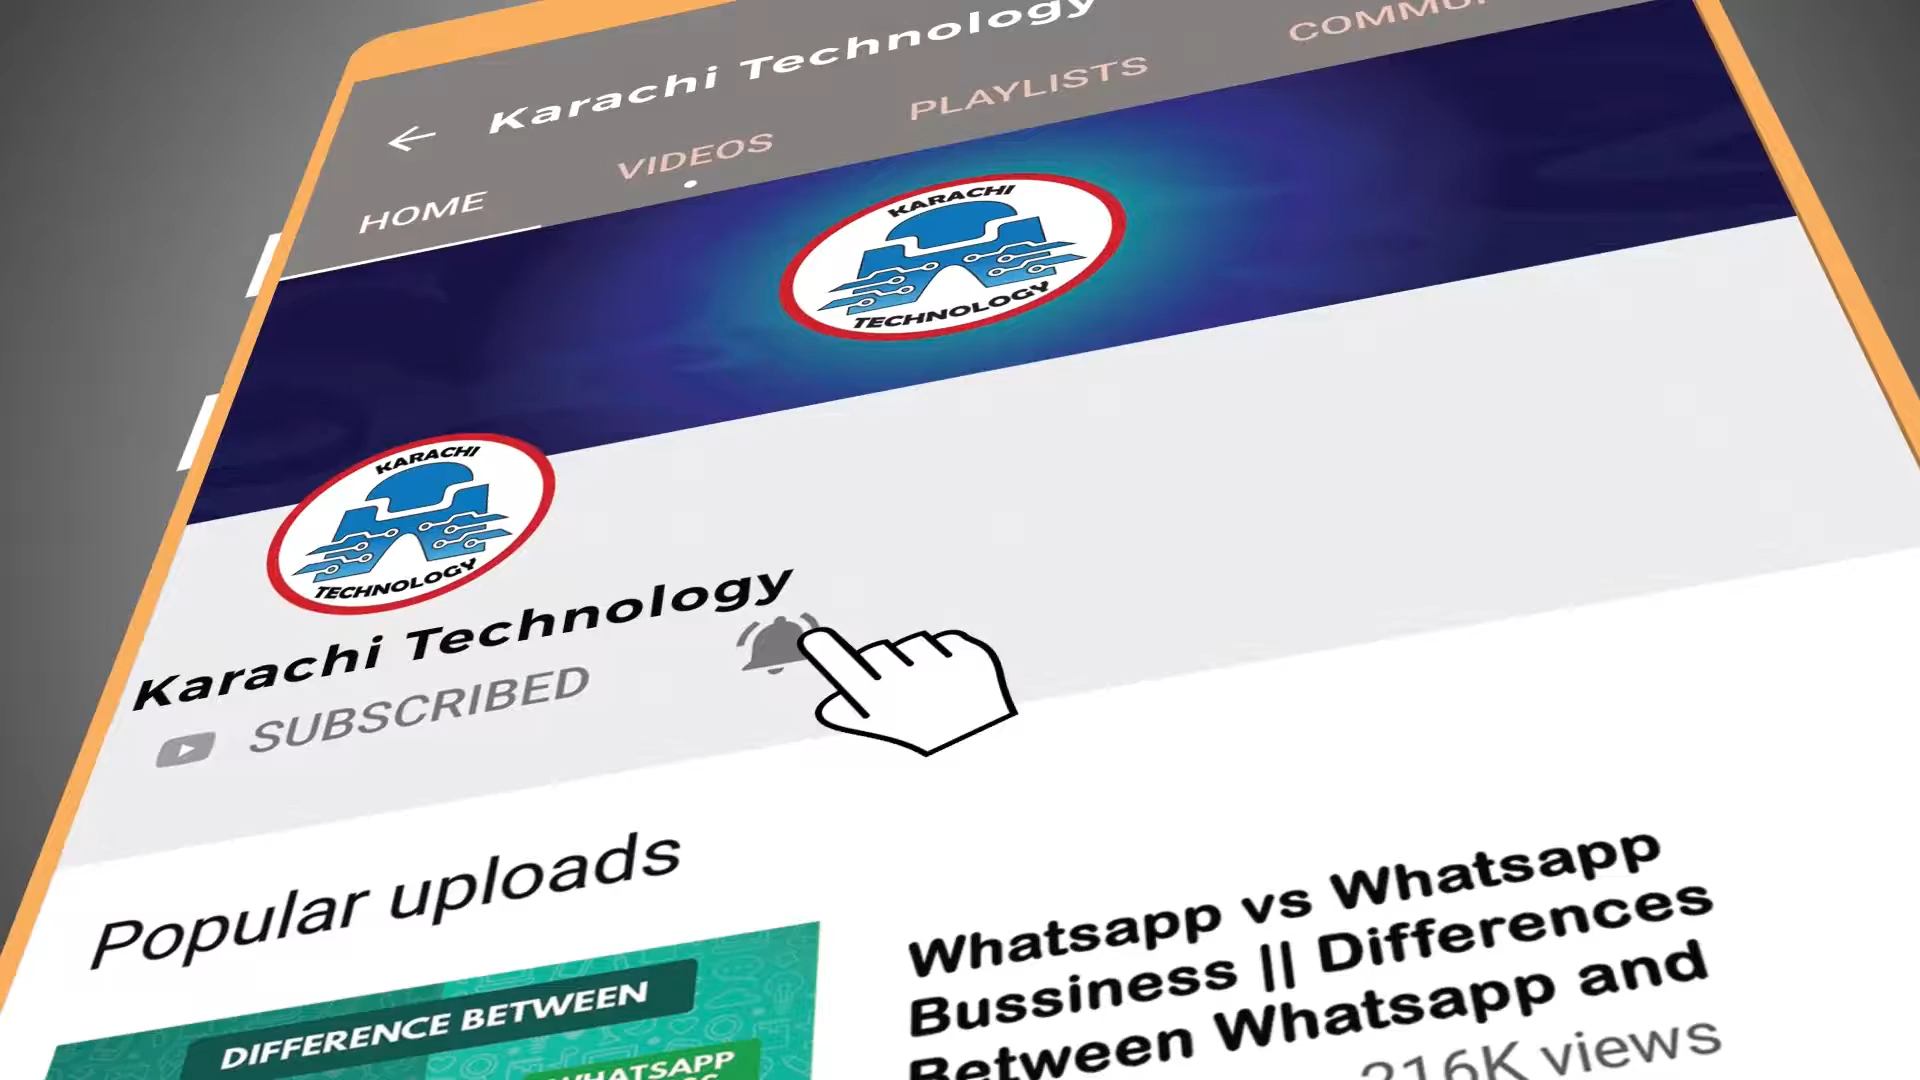 Karachi Technology
HOME
VIDEOS
PLAYLISTS
KARACHI
TECHNOLOGY
KARACHI
TECHNOLOGY
Karachi Technology
SUBSCRIBED
Popular uploads
DIFFERENCE BETWEEN
WHATSAPP
Whatsapp vs Whatsapp
Bussiness || Differences
Between Whatsapp and
216K views